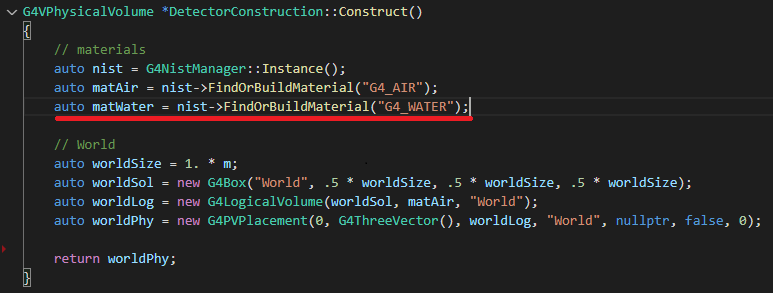 G4VPhysicalVolume *DetectorConstruction::Construct()
{
// materials
auto nist = G4NistManager::Instance();
auto matAir = nist->FindOrBuildMaterial("G4_AIR");
auto matWater = nist->FindOrBuildMaterial("G4_WATER");
// World
auto worldSize = 1. * m;
auto worldSol = new G4Box("World", .5 * worldSize, .5 * worldSize, .5 * worldSize);
auto worldLog = new G4LogicalVolume(worldSol, matAir, "World");
auto worldPhy = new G4PVPlacement(0, G4ThreeVector(), worldLog, "World", nullptr, false, 0);
return worldPhy;
}